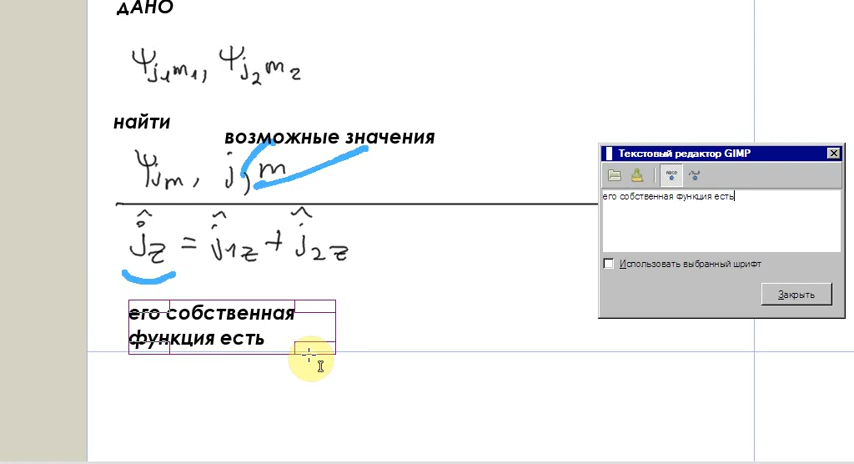 ДАНО
ψj₁m₁, ψj₂m₂
найти
возможные значения
ψjm, j, m
ĵz = ĵ1z + ĵ2z
его собственная
функция есть
Текстовый редактор GIMP
его собственная функция есть
Использовать выбранный шрифт
Закрыть